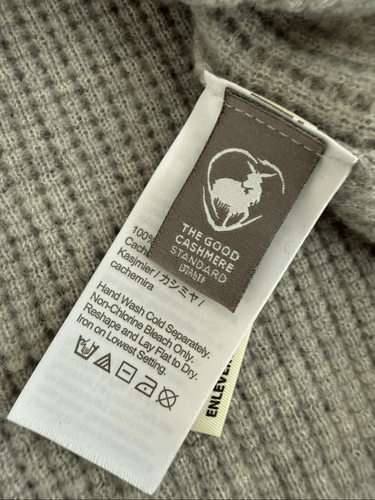 THE GOOD
CASHMERE
STANDARD
100%
Cache
Kasjmier / カシミヤ /
cachemira
Hand Wash Cold Separately.
Non-Chlorine Bleach Only.
Reshape and Lay Flat to Dry.
Iron on Lowest Setting.
ENLEVE